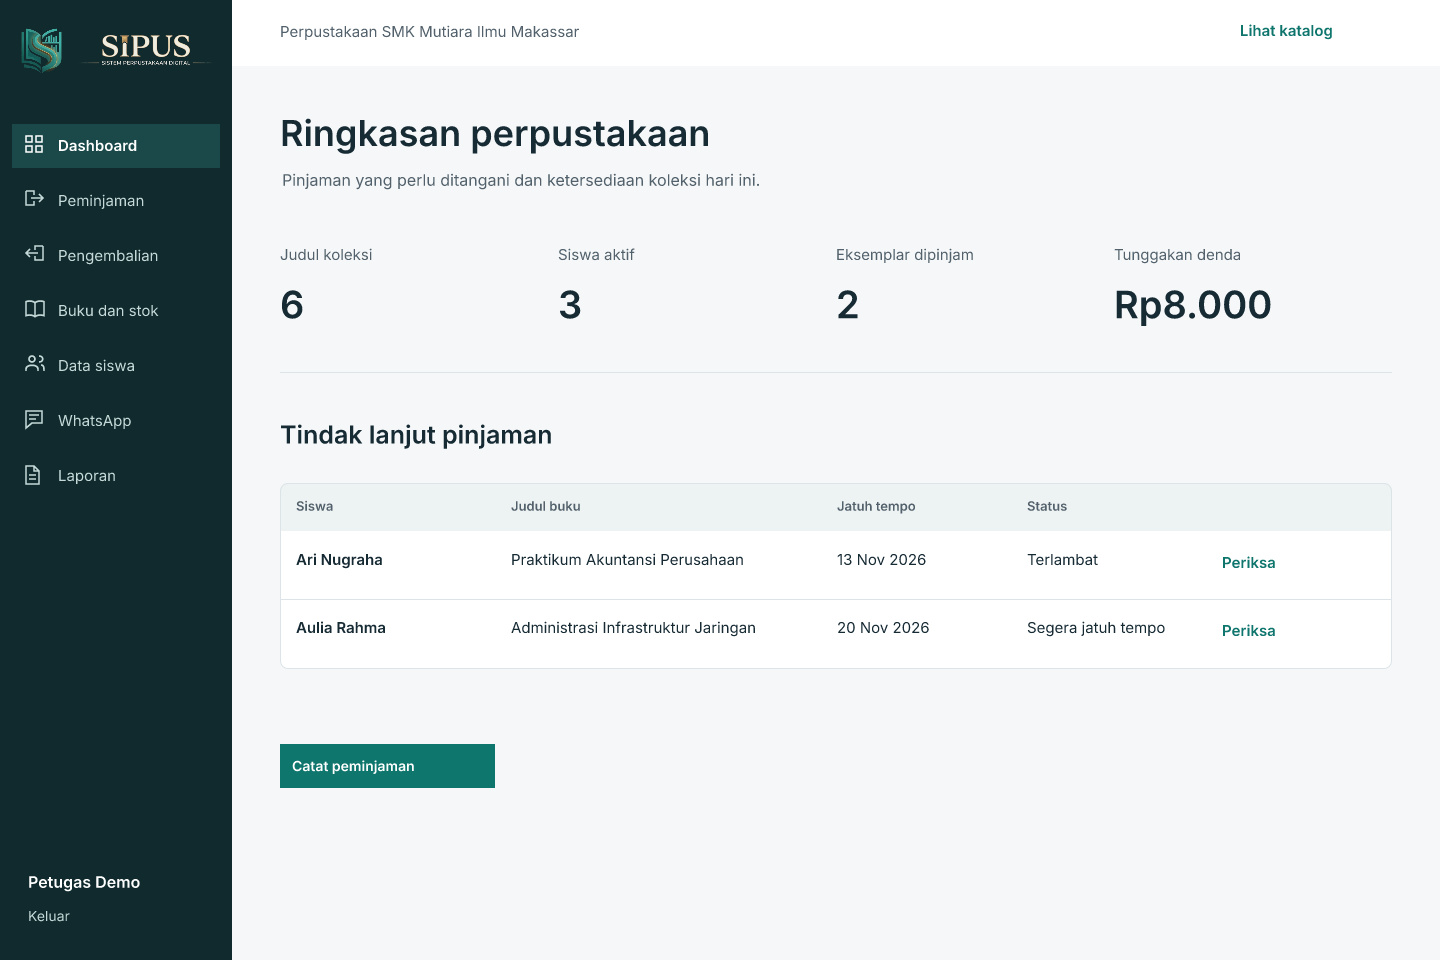 SIPUS
SISTEM PERPUSTAKAAN DIGITAL
Dashboard
Peminjaman
Pengembalian
Buku dan stok
Data siswa
WhatsApp
Laporan
Petugas Demo
Keluar
Perpustakaan SMK Mutiara Ilmu Makassar
Lihat katalog
Ringkasan perpustakaan
Pinjaman yang perlu ditangani dan ketersediaan koleksi hari ini.
Judul koleksi
6
Siswa aktif
3
Eksemplar dipinjam
2
Tunggakan denda
Rp8.000
Tindak lanjut pinjaman
Siswa Judul buku Jatuh tempo Status
Ari Nugraha Praktikum Akuntansi Perusahaan 13 Nov 2026 Terlambat Periksa
Aulia Rahma Administrasi Infrastruktur Jaringan 20 Nov 2026 Segera jatuh tempo Periksa
Catat peminjaman